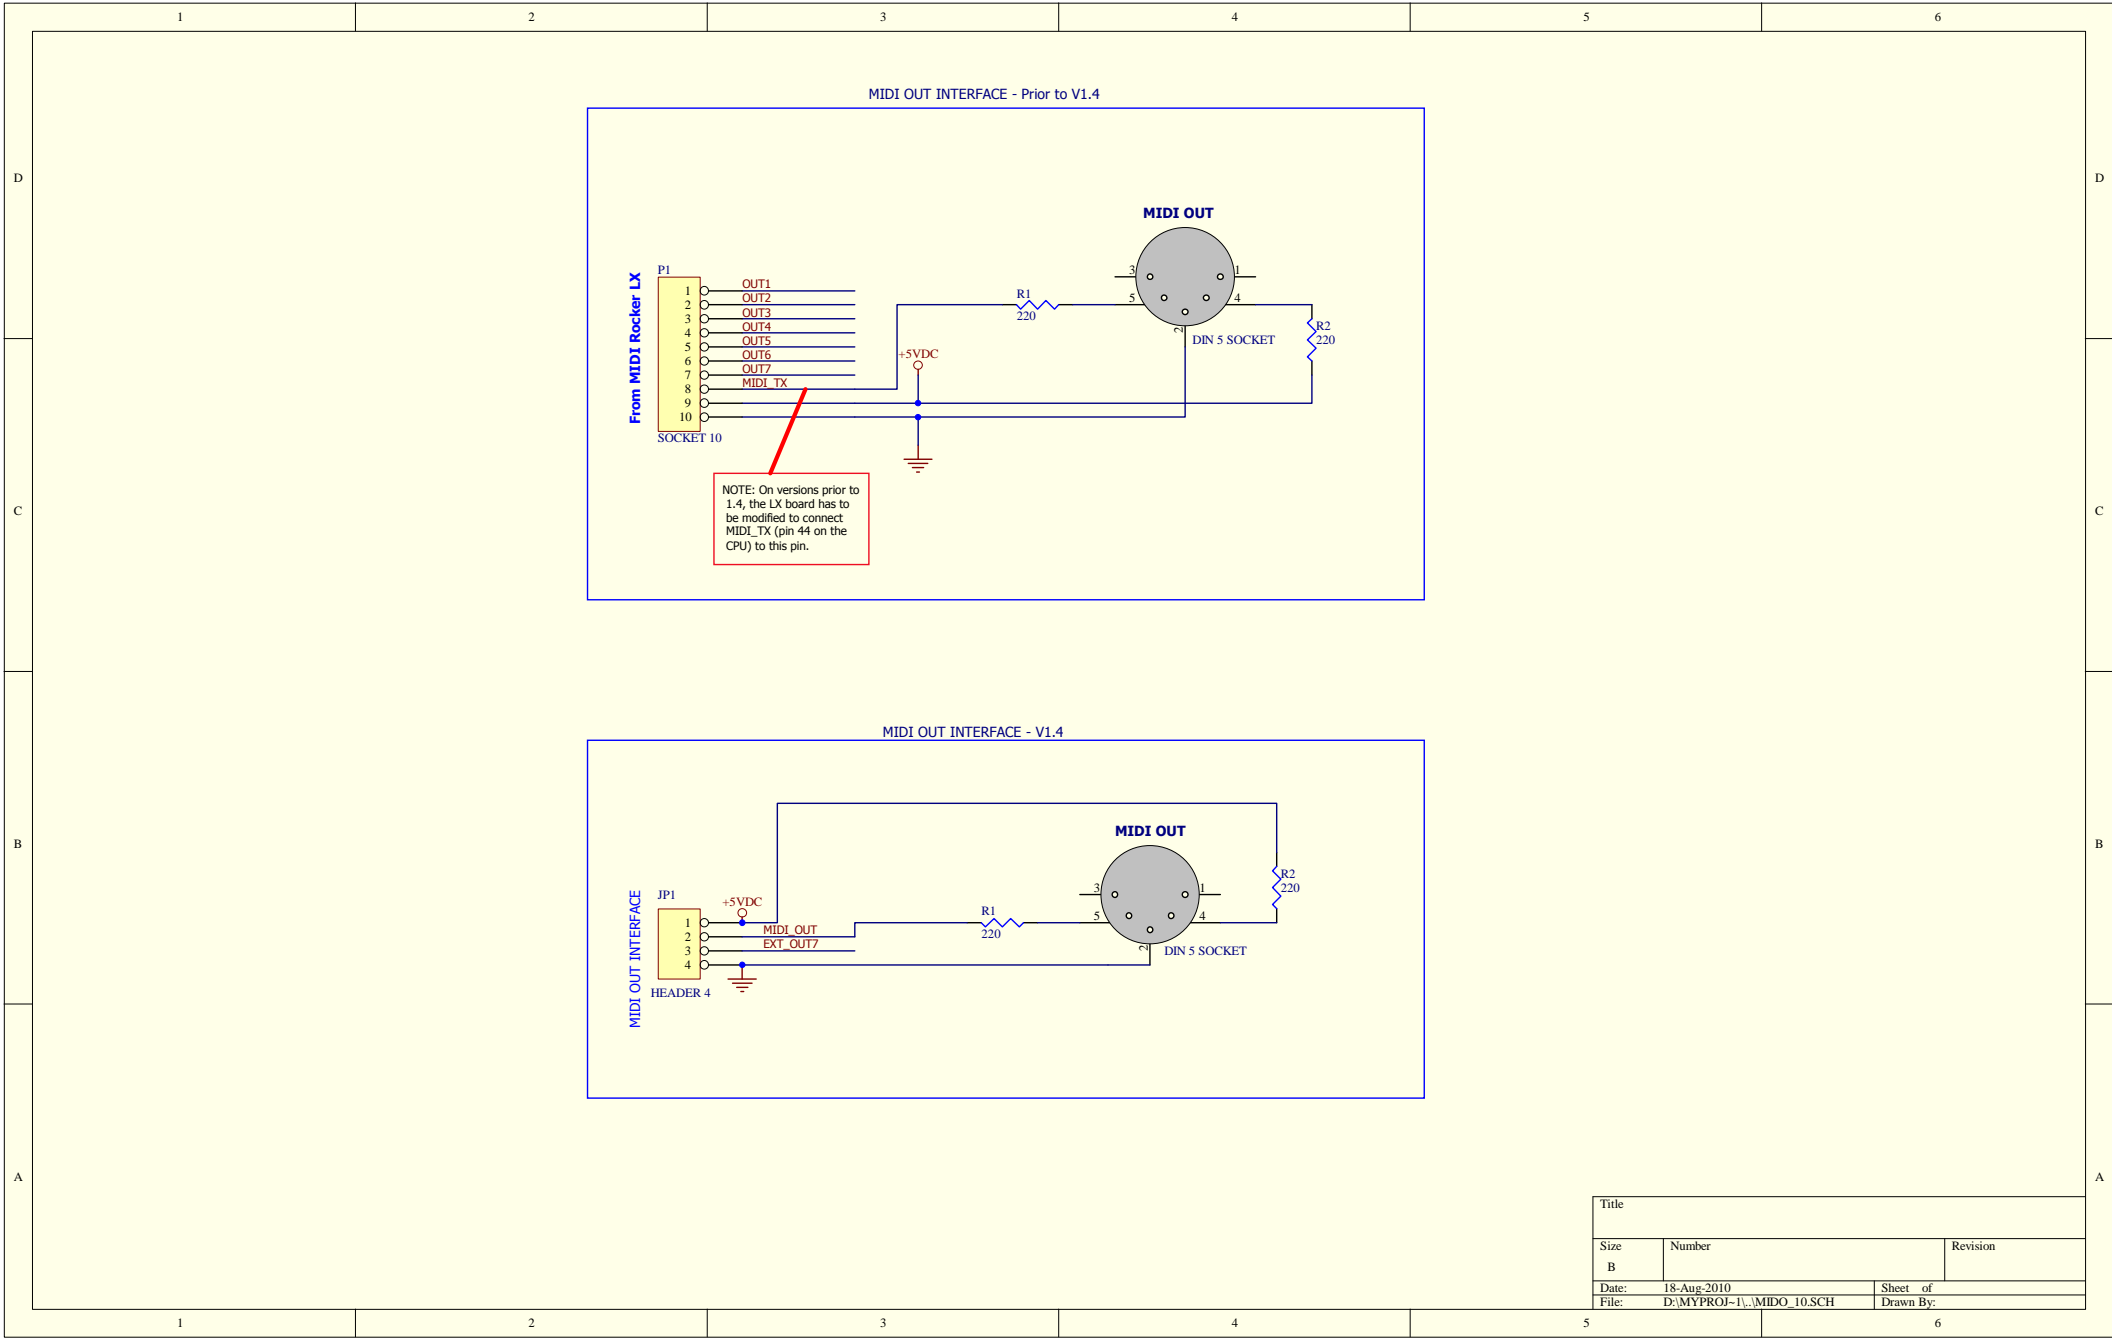 1 2 3 4 5 6
MIDI OUT INTERFACE - Prior to V1.4
D D
MIDI OUT
From MIDI Rocker LX
P1
1 OUT1
2 OUT2
3 OUT3
4 OUT4
5 OUT5
6 OUT6
7 OUT7
8 MIDI_TX
9
10
SOCKET 10
+5VDC
R1
220
3 1
5 4
2
DIN 5 SOCKET
R2
220
NOTE: On versions prior to
1.4, the LX board has to
be modified to connect
MIDI_TX (pin 44 on the
CPU) to this pin.
C C
MIDI OUT INTERFACE - V1.4
B B
MIDI OUT
MIDI OUT INTERFACE
JP1
+5VDC
1
2 MIDI_OUT
3 EXT_OUT7
4
HEADER 4
R1
220
3 1
5 4
2
DIN 5 SOCKET
R2
220
A A
Title
Size Number Revision
B
Date: 18-Aug-2010 Sheet of
File: D:\MYPROJ~1\..\MIDO_10.SCH Drawn By:
1 2 3 4 5 6